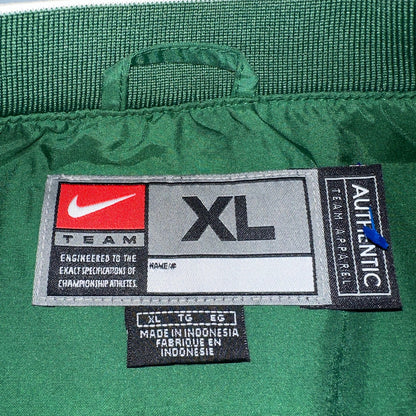 TEAM
ENGINEERED TO THE
EXACT SPECIFICATIONS OF
CHAMPIONSHIP ATHLETES.
XL
NAME/#
AUTHENTIC
TEAM APPAREL
XL TG EG
MADE IN INDONESIA
FABRIQUE EN
INDONÉSIE